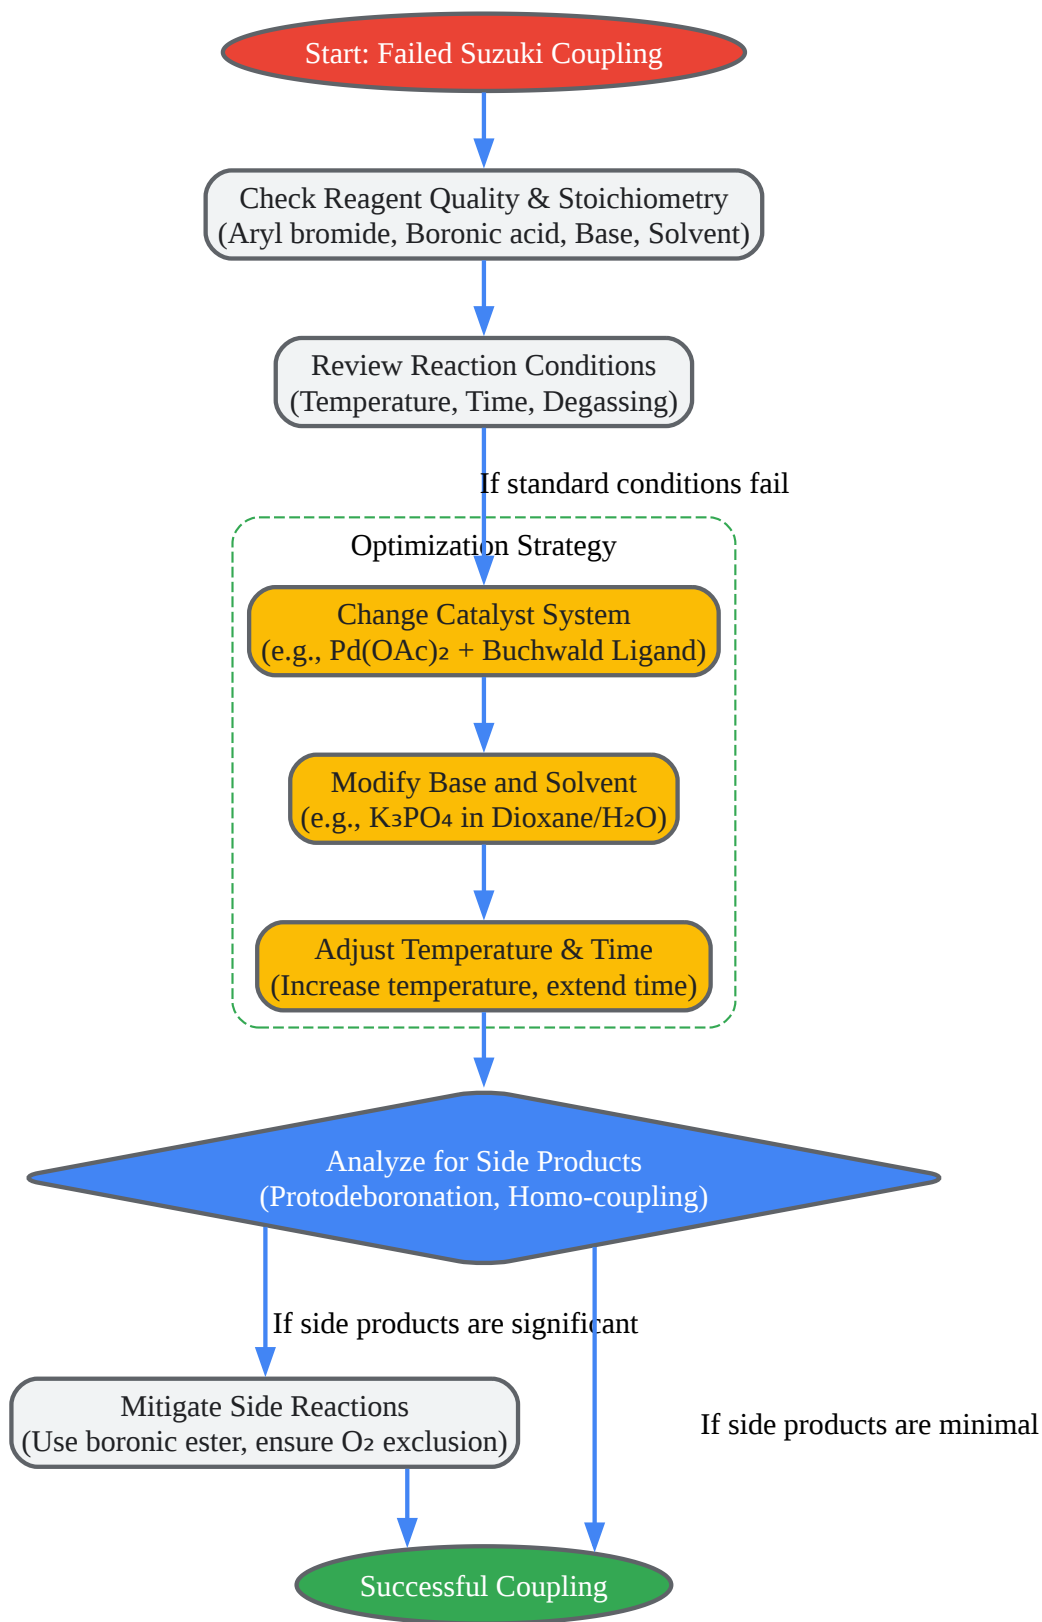 Start: Failed Suzuki Coupling
Check Reagent Quality & Stoichiometry
(Aryl bromide, Boronic acid, Base, Solvent)
Review Reaction Conditions
(Temperature, Time, Degassing)
If standard conditions fail
Optimization Strategy
Change Catalyst System
(e.g., Pd(OAc)₂ + Buchwald Ligand)
Modify Base and Solvent
(e.g., K₃PO₄ in Dioxane/H₂O)
Adjust Temperature & Time
(Increase temperature, extend time)
Analyze for Side Products
(Protodeboronation, Homo-coupling)
If side products are significant
Mitigate Side Reactions
(Use boronic ester, ensure O₂ exclusion)
If side products are minimal
Successful Coupling